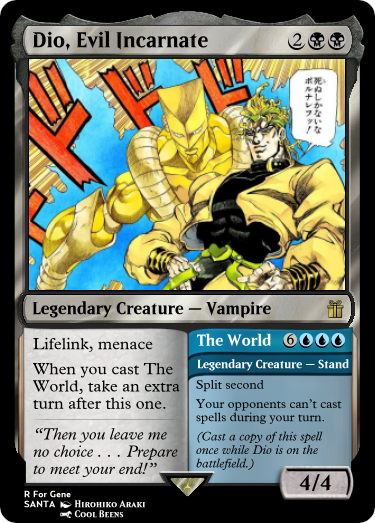 Dio, Evil Incarnate 2
死ぬしかないな
ポルナレフッ!
ド ド ド
Legendary Creature — Vampire
Lifelink, menace
When you cast The
World, take an extra
turn after this one.
"Then you leave me
no choice . . . Prepare
to meet your end!"
The World 6
Legendary Creature — Stand
Split second
Your opponents can't cast
spells during your turn.
(Cast a copy of this spell
once while Dio is on the
battlefield.)
4/4
R For Gene
SANTA Hirohiko Araki
Cool Beens